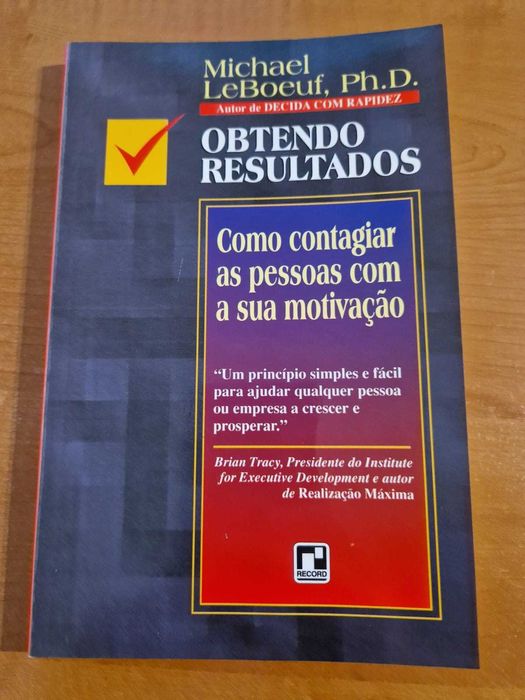 Michael
LeBoeuf, Ph.D.
Autor de DECIDA COM RAPIDEZ
OBTENDO
RESULTADOS
Como contagiar
as pessoas com
a sua motivação
“Um princípio simples e fácil
para ajudar qualquer pessoa
ou empresa a crescer e
prosperar.”
Brian Tracy, Presidente do Institute
for Executive Development e autor
de Realização Máxima
RECORD